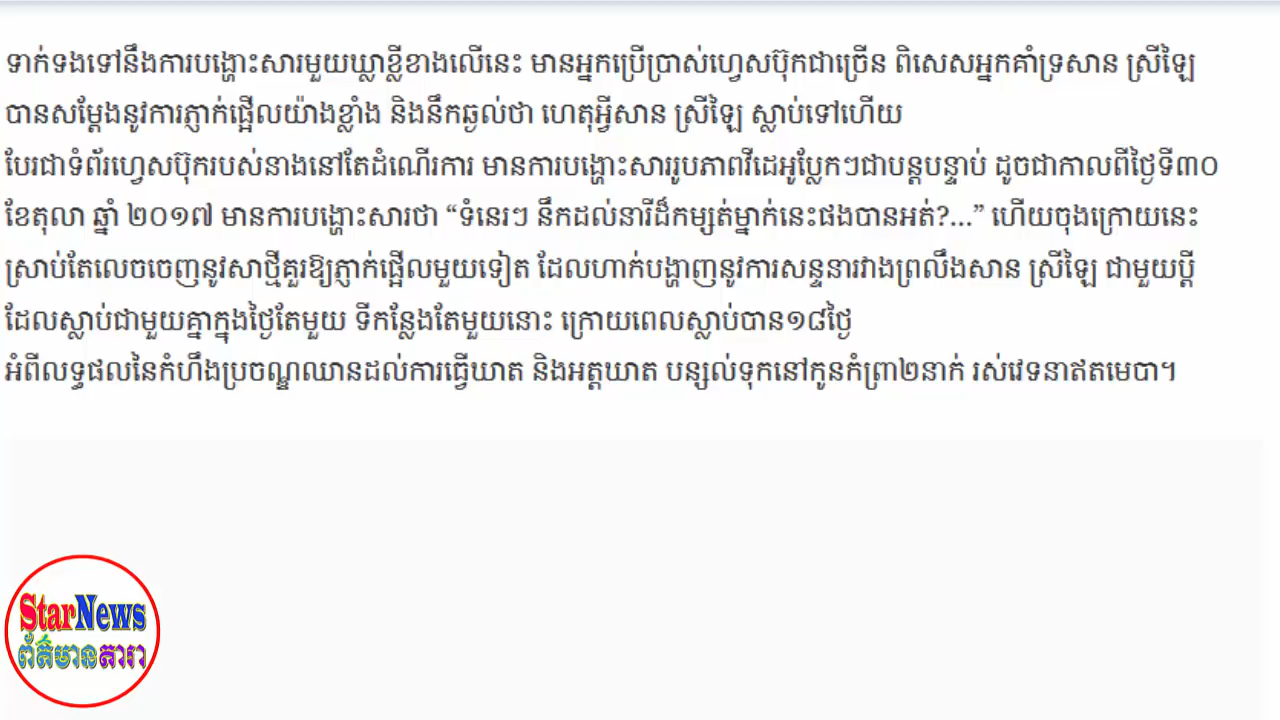 ទាក់ទងទៅនឹងការបង្ហោះសារមួយឃ្លាខ្លីខាងលើនេះ មានអ្នកប្រើប្រាស់ហ្វេសប៊ុកជាច្រើន ពិសេសអ្នកគាំទ្រសាន ស្រីឡៃ
បានសម្តែងនូវការភ្ញាក់ផ្អើលយ៉ាងខ្លាំង និងនឹកឆ្ងល់ថា ហេតុអ្វីសាន ស្រីឡៃ ស្លាប់ទៅហើយ
បែរជាទំព័រហ្វេសប៊ុករបស់នាងនៅតែដំណើរការ មានការបង្ហោះសាររូបភាពវីដេអូប្លែកៗជាបន្តបន្ទាប់ ដូចជាកាលពីថ្ងៃទី៣០
ខែតុលា ឆ្នាំ ២០១៧ មានការបង្ហោះសារថា “ទំនេរៗ នឹកដល់នារីដ៏កម្សត់ម្នាក់នេះផងបានអត់?...” ហើយចុងក្រោយនេះ
ស្រាប់តែលេចចេញនូវសាថ្មីគួរឱ្យភ្ញាក់ផ្អើលមួយទៀត ដែលហាក់បង្ហាញនូវការសន្ទនារវាងព្រលឹងសាន ស្រីឡៃ ជាមួយប្តី
ដែលស្លាប់ជាមួយគ្នាក្នុងថ្ងៃតែមួយ ទីកន្លែងតែមួយនោះ ក្រោយពេលស្លាប់បាន១៨ថ្ងៃ
អំពីលទ្ធផលនៃកំហឹងប្រចណ្ឌឈានដល់ការធ្វើឃាត និងអត្តឃាត បន្សល់ទុកនៅកូនកំព្រា២នាក់ រស់វេទនាឥតមេបា។
StarNews
ព័ត៌មានតារា